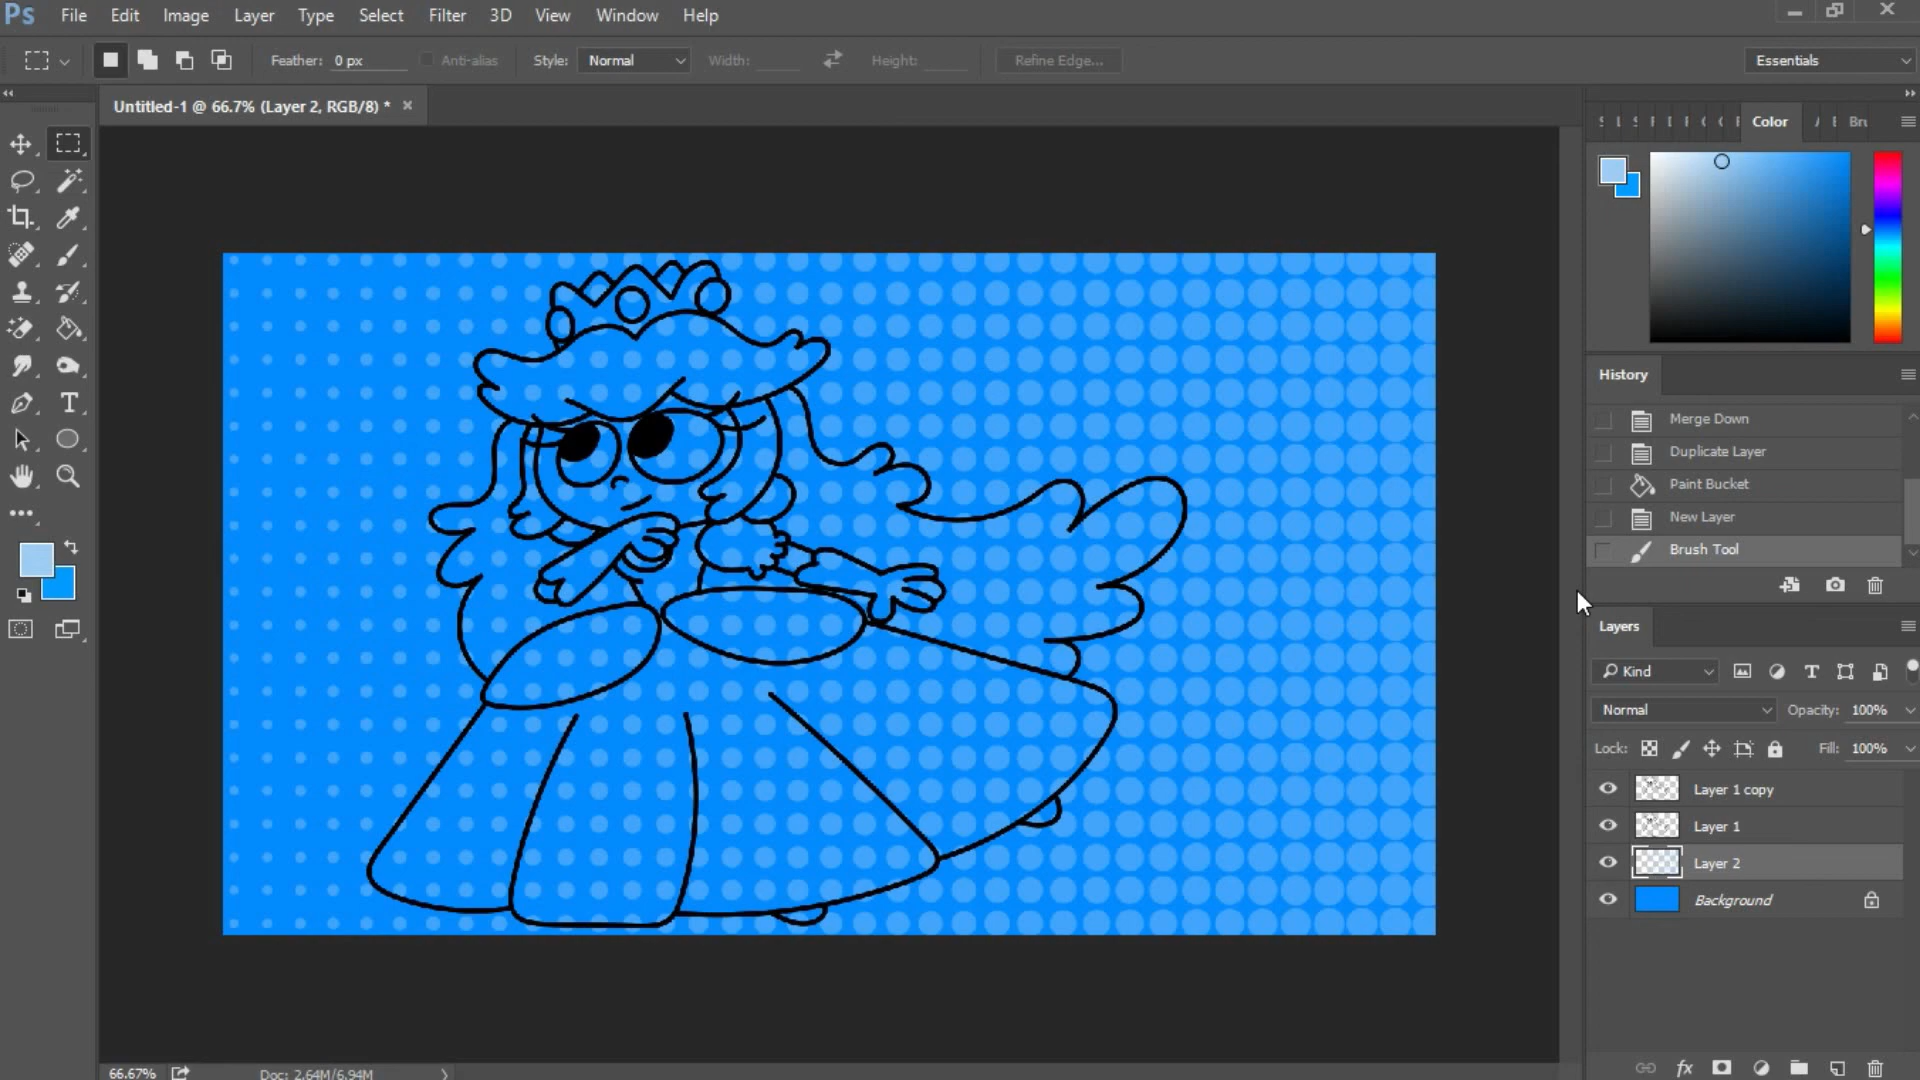 Ps File Edit Image Layer Type Select Filter 3D View Window Help
Feather: 0 px Anti-alias Style: Normal Width: Height: Refine Edge... Essentials
Untitled-1 @ 66.7% (Layer 2, RGB/8) *
Color Bru
History
Merge Down
Duplicate Layer
Paint Bucket
New Layer
Brush Tool
Layers
Kind
Normal Opacity: 100%
Lock: Fill: 100%
Layer 1 copy
Layer 1
Layer 2
Background
fx
66.67% Doc: 2.64M/6.94M